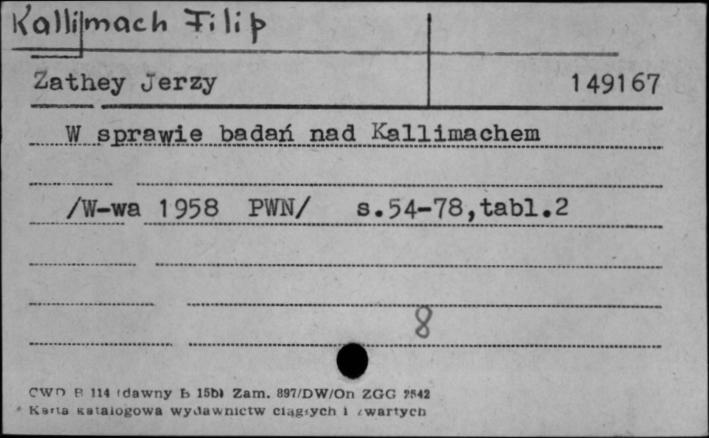 Kallimach Filip
Zathey Jerzy 149167
W sprawie badań nad Kallimachem
/W-wa 1958 PWN/ s.54-78,tabl.2
8
CWD B 114 (dawny b 15b) Zam. 897/DW/On ZGG 2542
Karta katalogowa wydawnictw ciągłych i zwartych